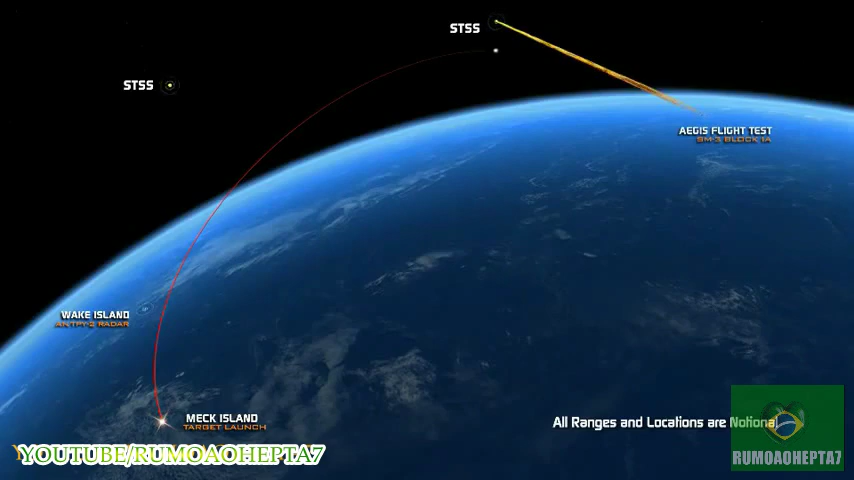 STSS
STSS
AEGIS FLIGHT TEST
SM-3 BLOCK 1A
WAKE ISLAND
AN TPY-2 RADAR
MECK ISLAND
TARGET LAUNCH
All Ranges and Locations are Notional
YOUTUBE/RUMOAOHEPTA7
RUMOAOHEPTA7